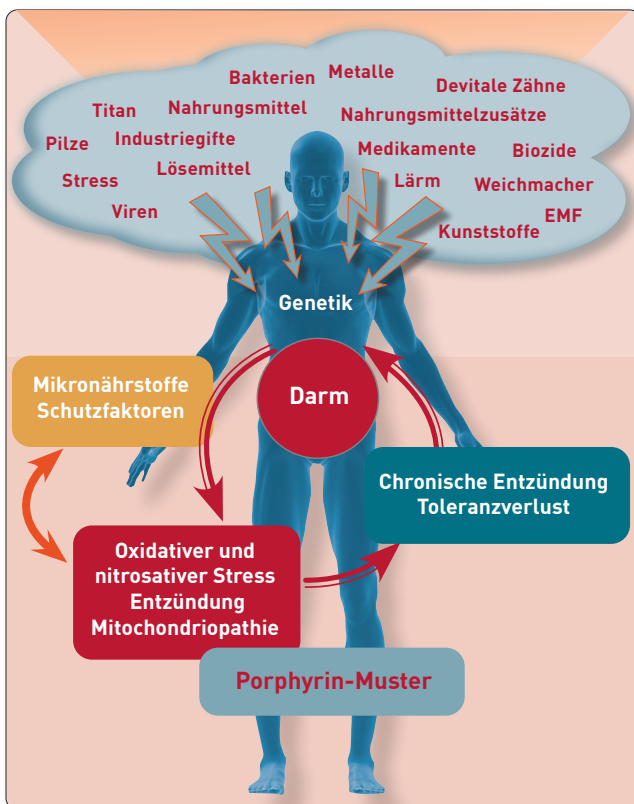 Bakterien
Metalle
Devitale Zähne
Titan
Nahrungsmittel
Nahrungsmittelzusätze
Pilze
Industriegifte
Medikamente
Biozide
Lösemittel
Stress
Lärm
Weichmacher
Viren
EMF
Kunststoffe
Genetik
Mikronährstoffe
Schutzfaktoren
Darm
Chronische Entzündung
Toleranzverlust
Oxidativer und
nitrosativer Stress
Entzündung
Mitochondriopathie
Porphyrin-Muster